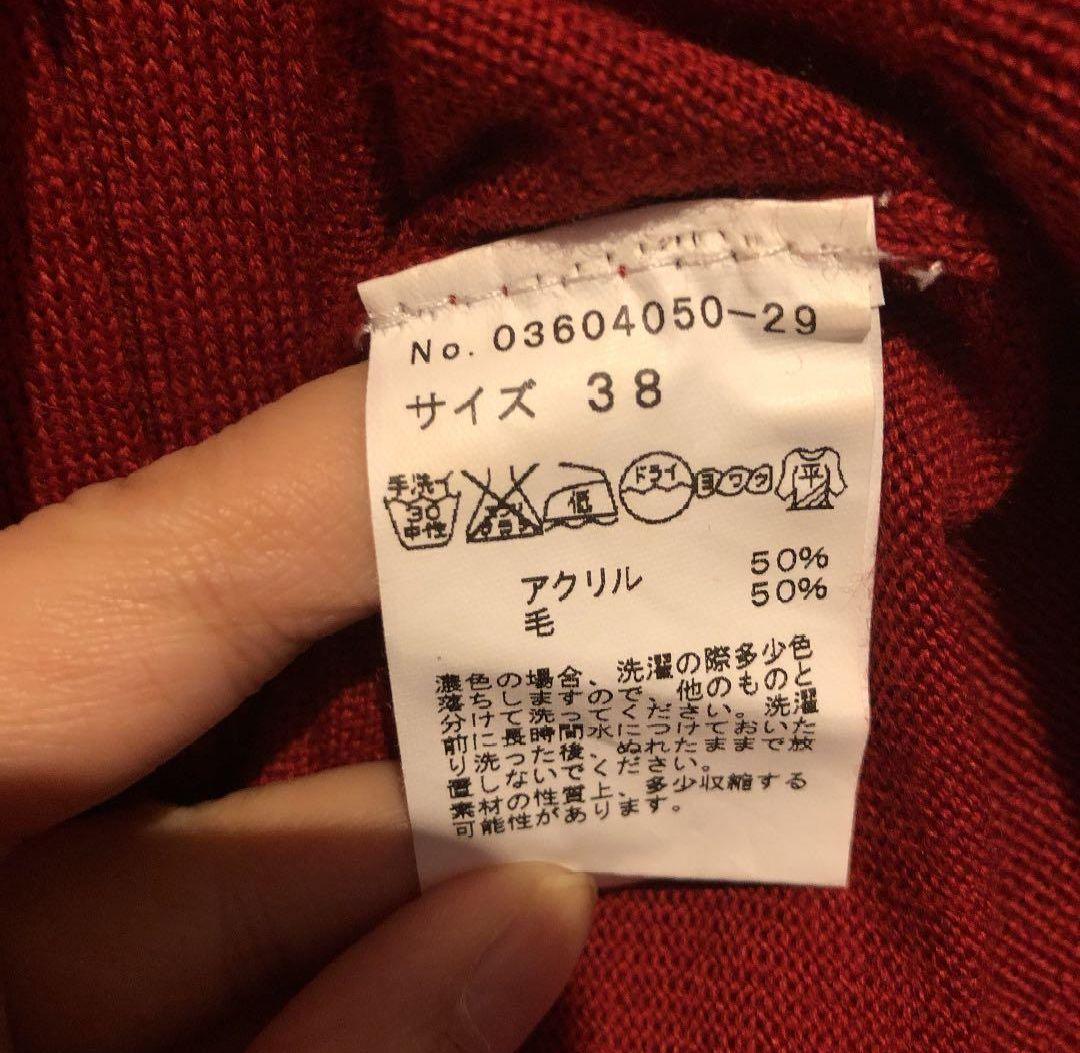 No. 03604050-29
サイズ 38
手洗イ 30 中性 エンソサラシ 低 ドライ ヨワク 平
アクリル 50%
毛 50%
濃色の場合、洗濯の際多少色
落ちしますので、他のものと
分けて洗ってください。洗濯
前に長時間水につけておいた
り洗った後、ぬれたままで放
置しないでください。
素材の性質上、多少収縮する
可能性があります。